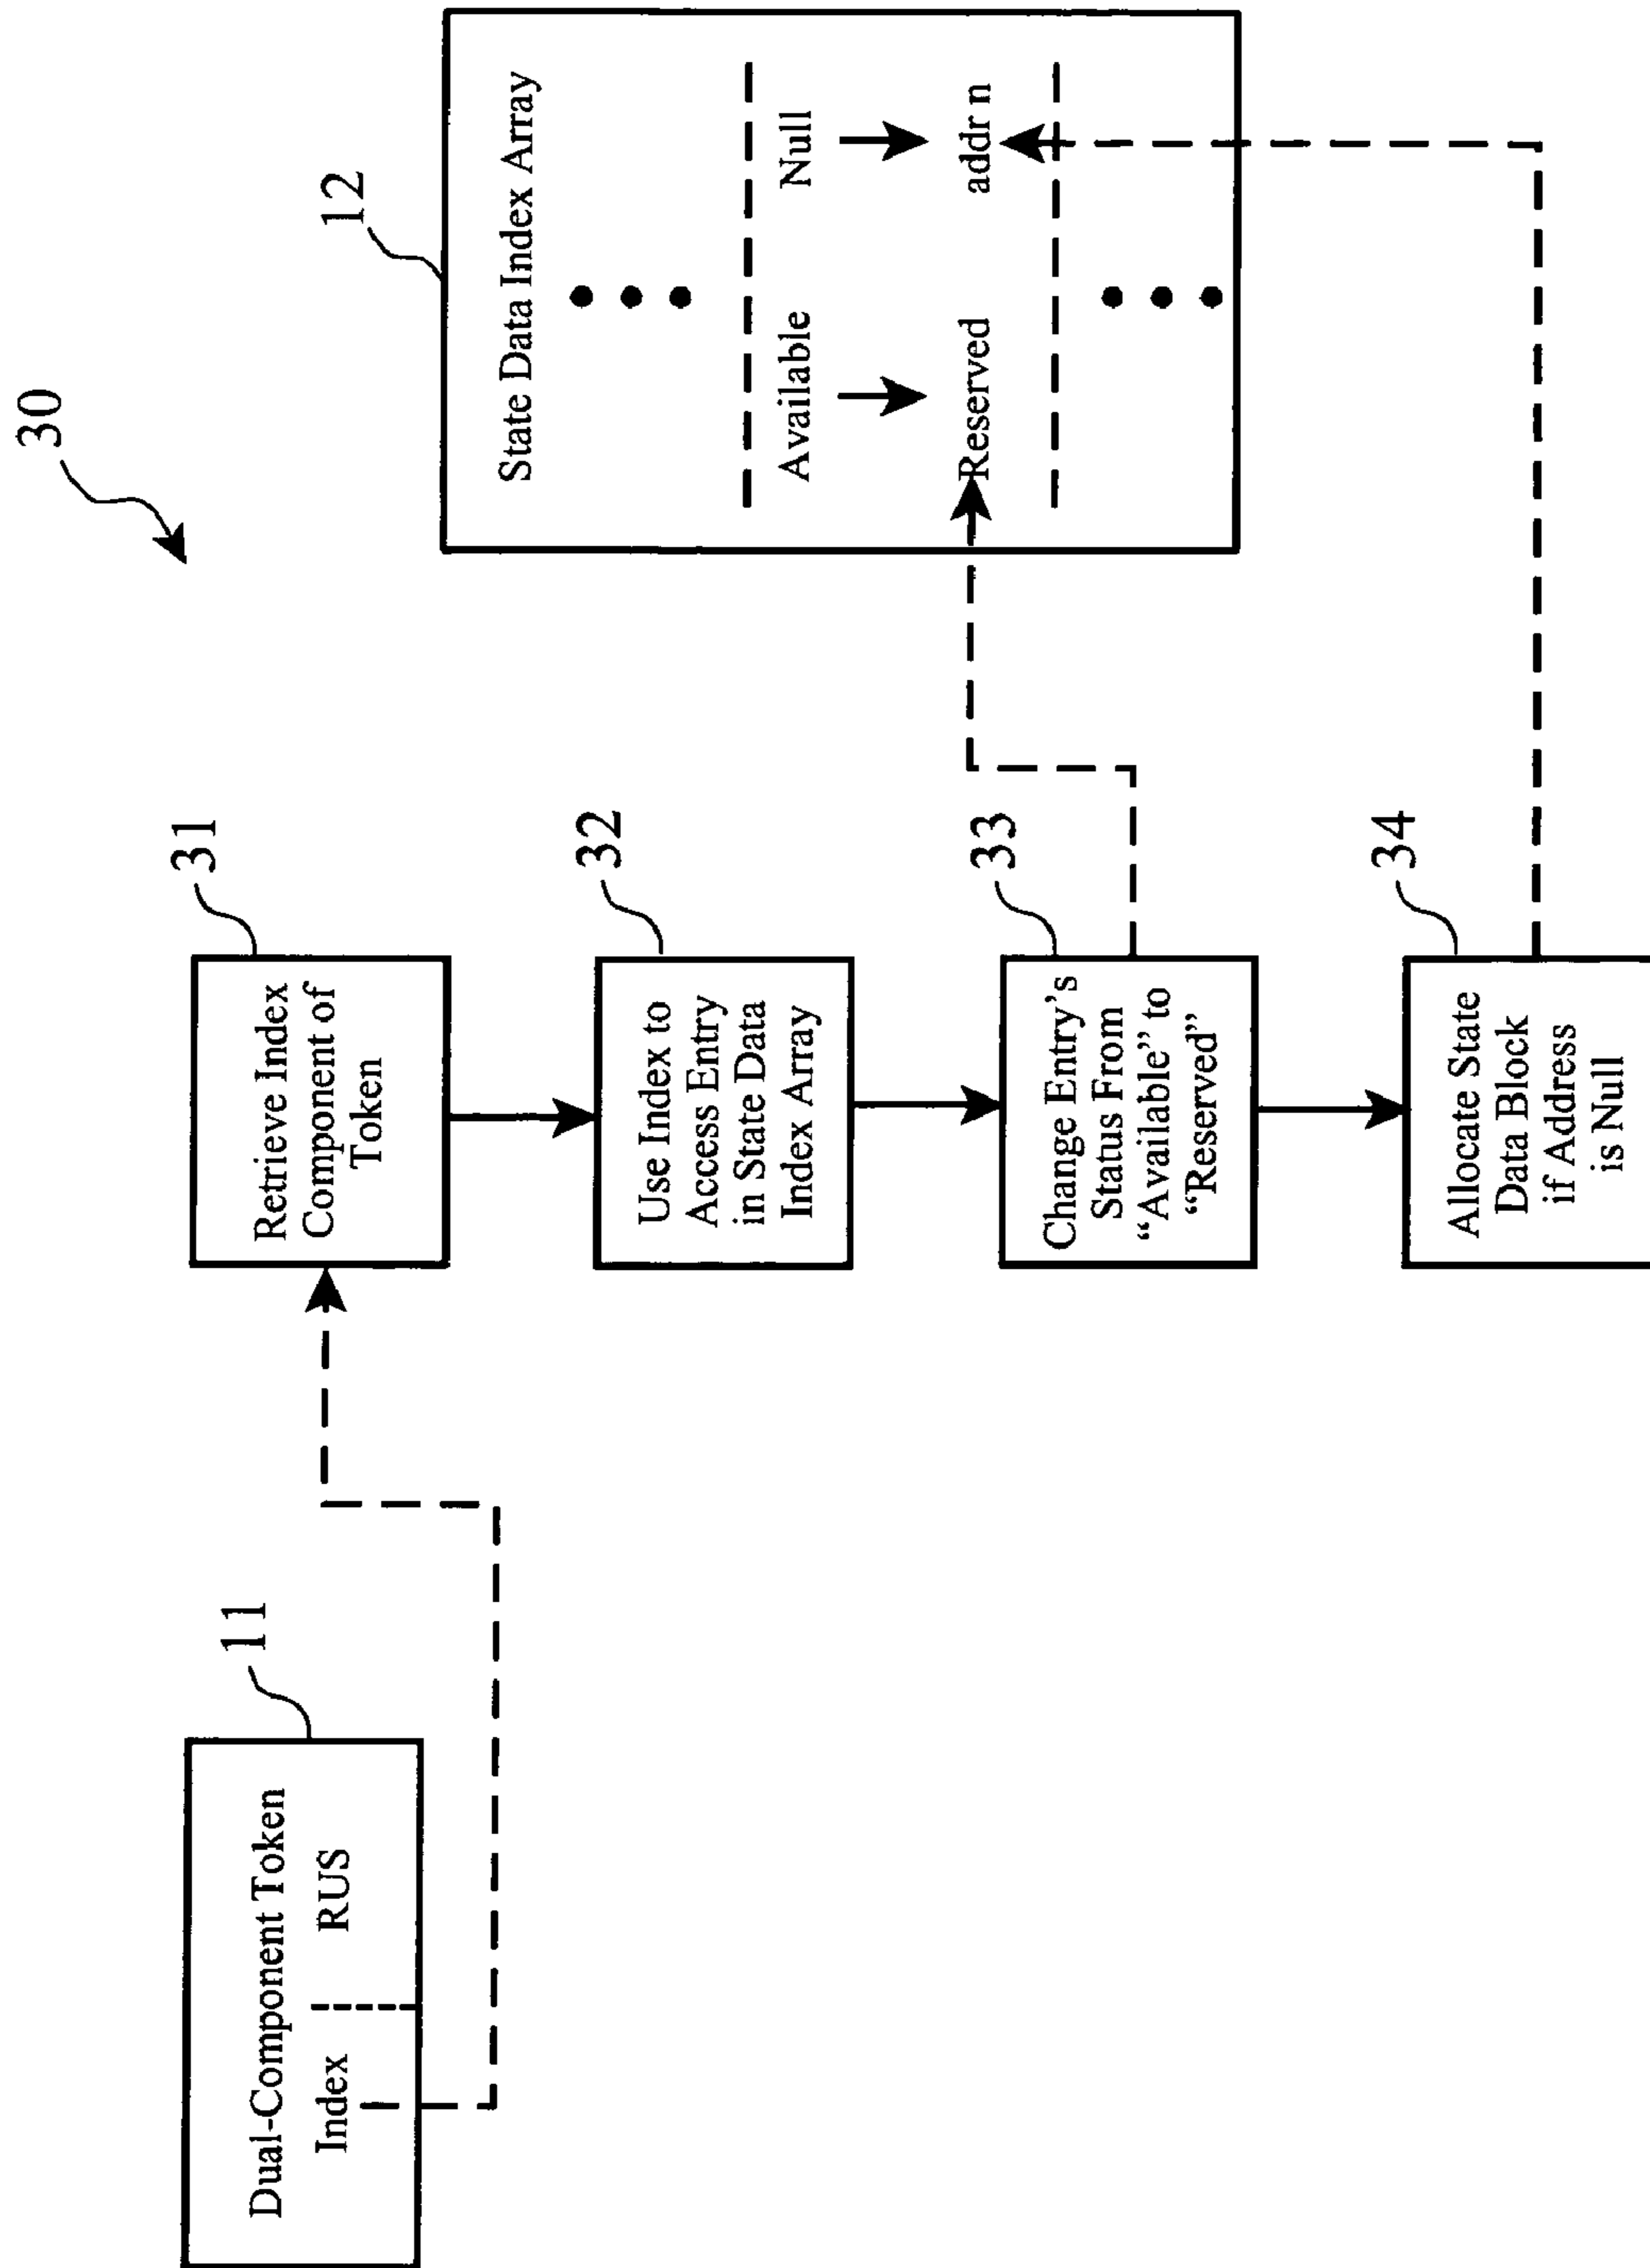 30
11
Dual-Component Token
Index
RUS
31
Retrieve Index
Component of
Token
32
Use Index to
Access Entry
in State Data
Index Array
33
Change Entry’s
Status From
“Available” to
“Reserved”
34
Allocate State
Data Block
if Address
is Null
12
State Data Index Array
Available
Null
Reserved
addr n